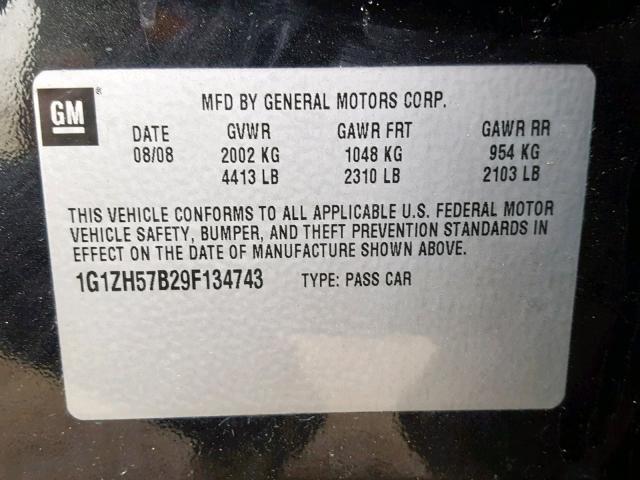 GM®
MFD BY GENERAL MOTORS CORP.
DATE GVWR GAWR FRT GAWR RR
08/08 2002 KG 1048 KG 954 KG
4413 LB 2310 LB 2103 LB
THIS VEHICLE CONFORMS TO ALL APPLICABLE U.S. FEDERAL MOTOR
VEHICLE SAFETY, BUMPER, AND THEFT PREVENTION STANDARDS IN
EFFECT ON THE DATE OF MANUFACTURE SHOWN ABOVE.
1G1ZH57B29F134743 TYPE: PASS CAR